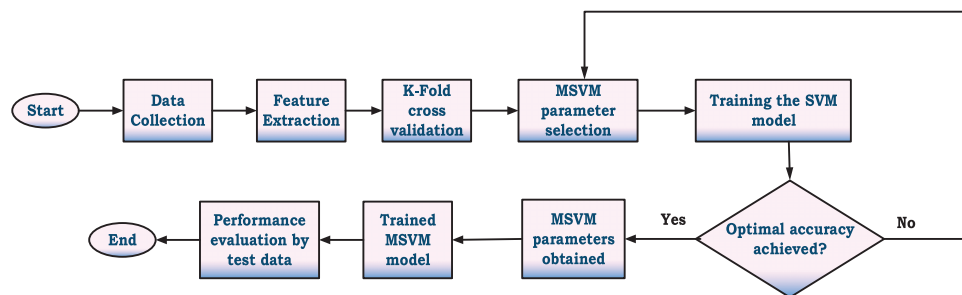 Start
Data
Collection
Feature
Extraction
K-Fold
cross
validation
MSVM
parameter
selection
Training the SVM
model
Optimal accuracy
achieved?
No
Yes
MSVM
parameters
obtained
Trained
MSVM
model
Performance
evaluation by
test data
End